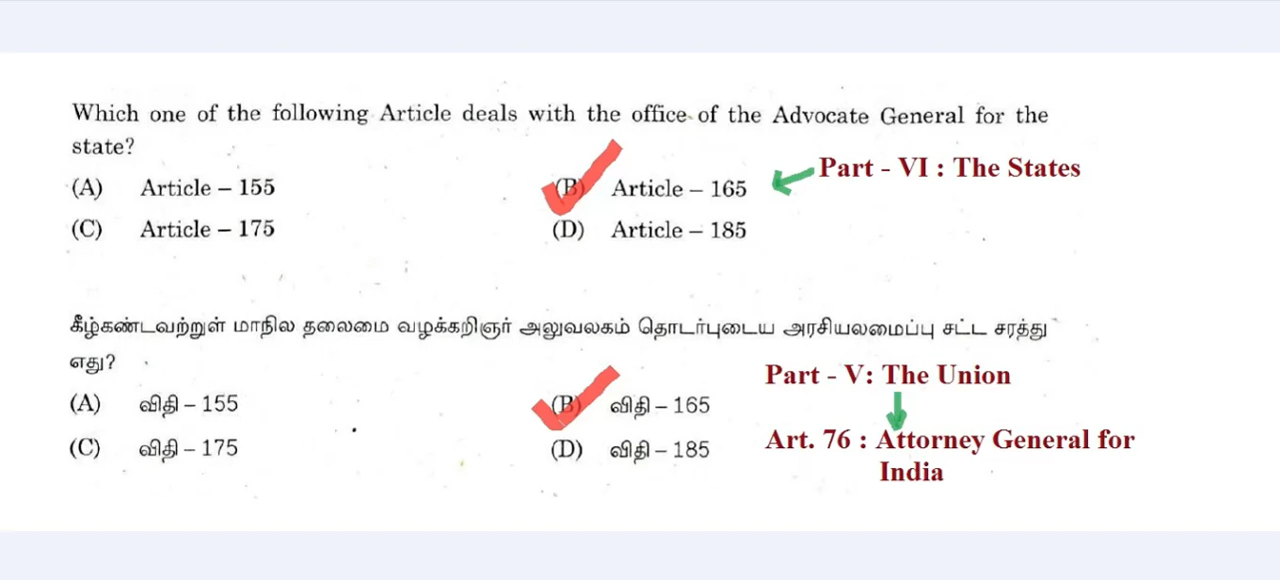 Which one of the following Article deals with the office of the Advocate General for the
state?
(A) Article – 155
(B) Article – 165
Part - VI : The States
(C) Article – 175
(D) Article – 185
கீழ்கண்டவற்றுள் மாநில தலைமை வழக்கறிஞர் அலுவலகம் தொடர்புடைய அரசியலமைப்பு சட்ட சரத்து
எது?
(A) விதி – 155
(B) விதி – 165
(C) விதி – 175
(D) விதி – 185
Part - V: The Union
Art. 76 : Attorney General for
India